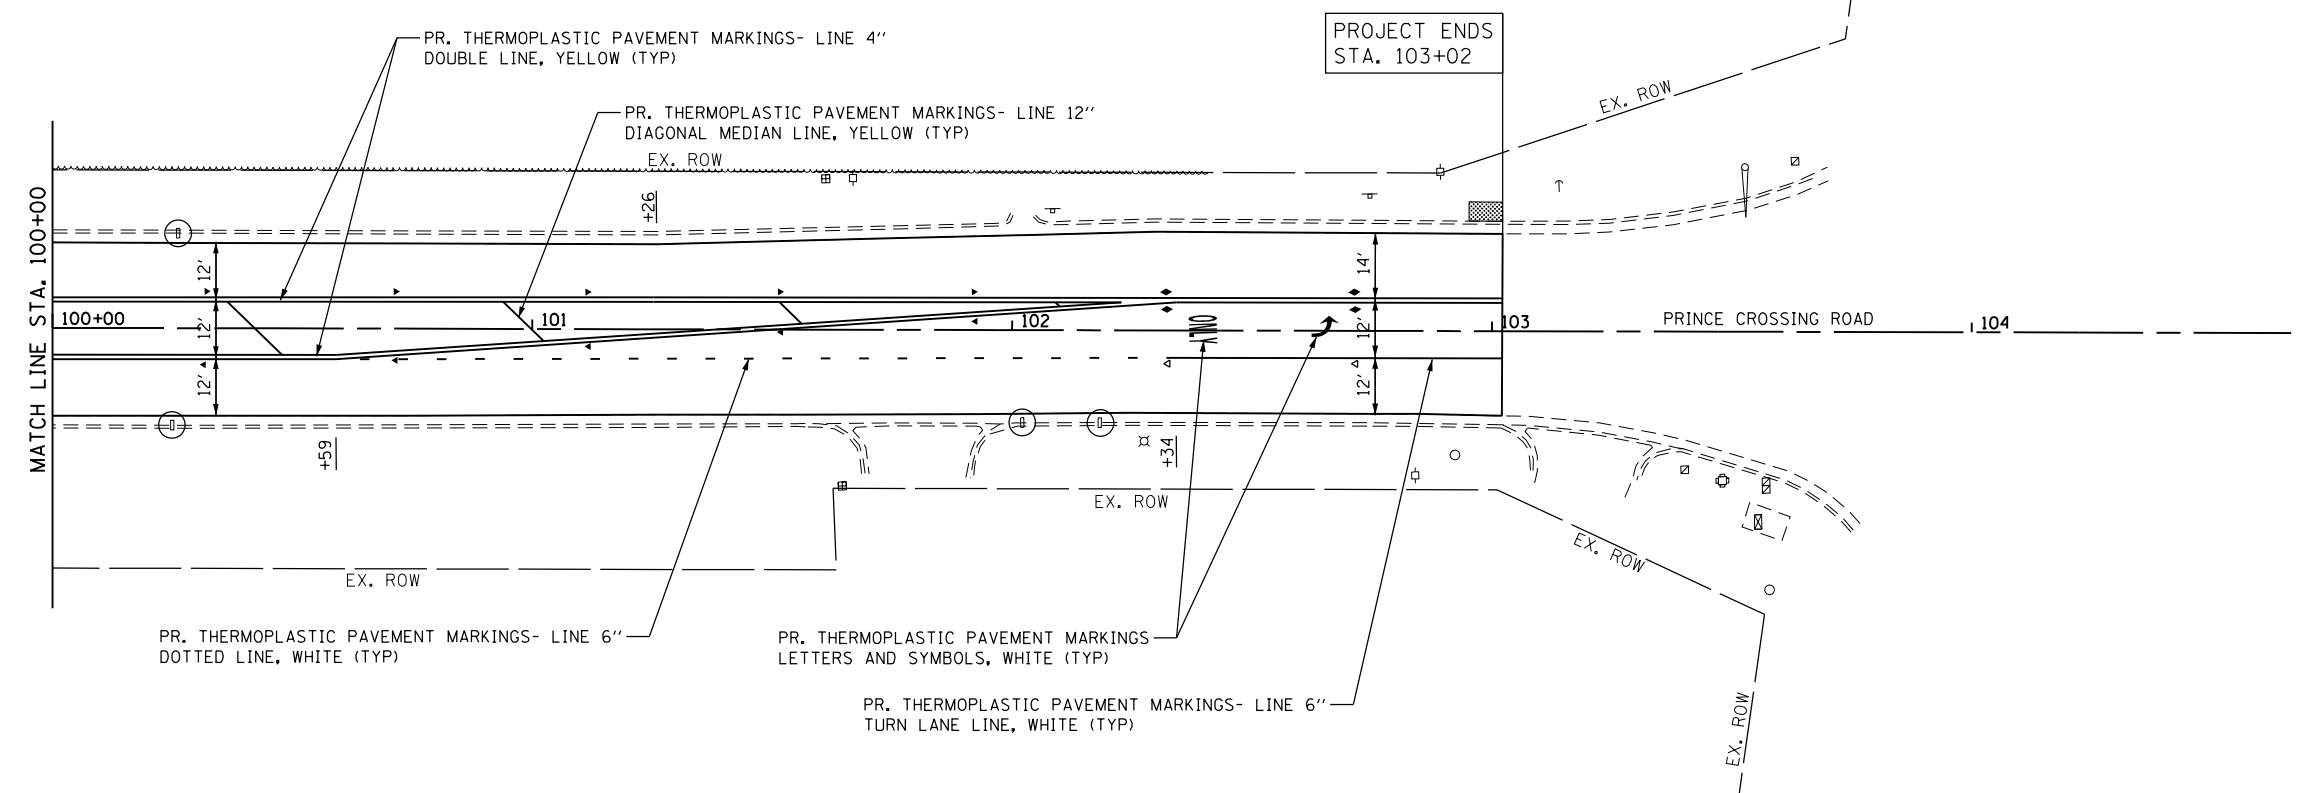 PR. THERMOPLASTIC PAVEMENT MARKINGS- LINE 4"
DOUBLE LINE, YELLOW (TYP)
PROJECT ENDS
STA. 103+02
PR. THERMOPLASTIC PAVEMENT MARKINGS- LINE 12"
DIAGONAL MEDIAN LINE, YELLOW (TYP)
EX. ROW
EX. ROW
MATCH LINE STA. 100+00
+26
12'
14'
100+00
12'
101
102
ONLY
12'
103
PRINCE CROSSING ROAD
104
12'
12'
+59
+34
EX. ROW
EX. ROW
EX. ROW
PR. THERMOPLASTIC PAVEMENT MARKINGS- LINE 6"
DOTTED LINE, WHITE (TYP)
PR. THERMOPLASTIC PAVEMENT MARKINGS
LETTERS AND SYMBOLS, WHITE (TYP)
PR. THERMOPLASTIC PAVEMENT MARKINGS- LINE 6"
TURN LANE LINE, WHITE (TYP)
EX. ROW